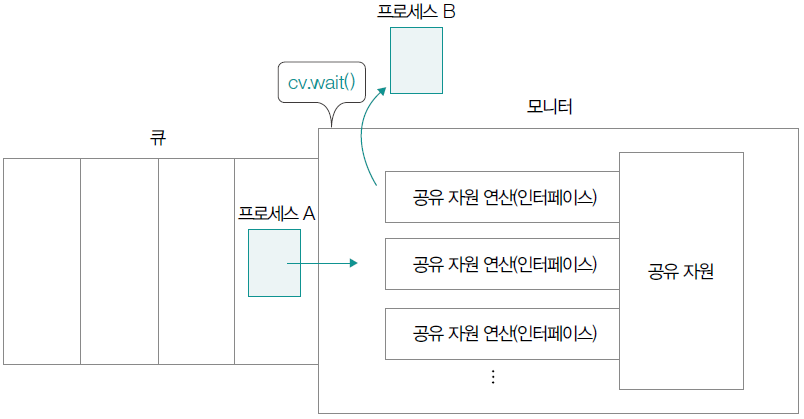 프로세스 B
cv.wait()
모니터
큐
프로세스 A
공유 자원 연산(인터페이스)
공유 자원 연산(인터페이스)
공유 자원 연산(인터페이스)
⋮
공유 자원